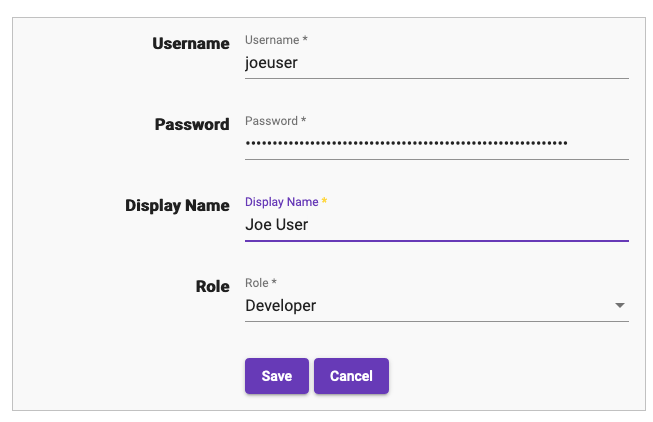 Username
Username *
joeuser
Password
Password *
••••••••••••••••••••••••••••••••••••••••••••••••••••••••••••
Display Name
Display Name *
Joe User
Role
Role *
Developer
Save
Cancel